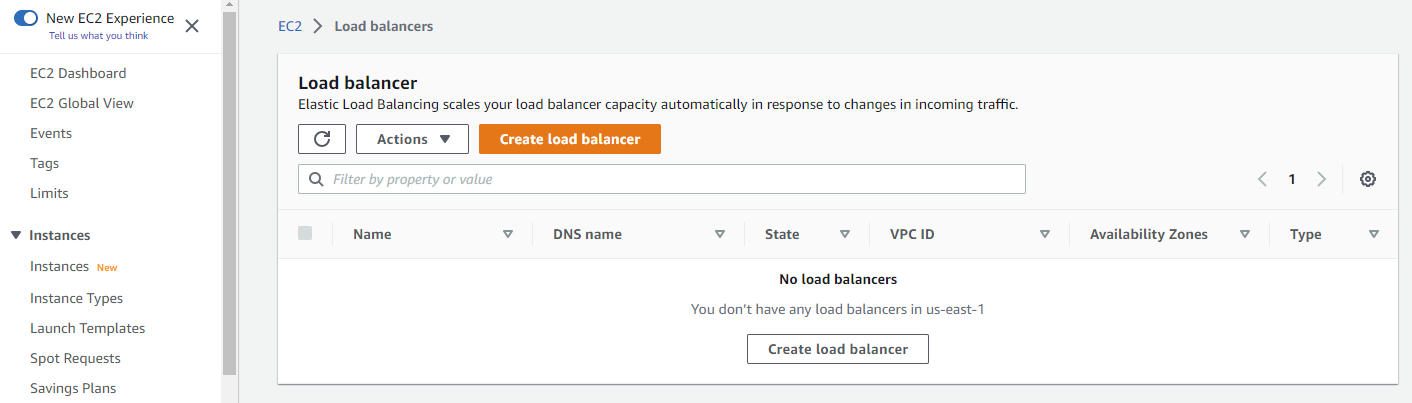 New EC2 Experience
Tell us what you think
EC2 Dashboard
EC2 Global View
Events
Tags
Limits
Instances
Instances New
Instance Types
Launch Templates
Spot Requests
Savings Plans
EC2 Load balancers
Load balancer
Elastic Load Balancing scales your load balancer capacity automatically in response to changes in incoming traffic.
Actions Create load balancer
Filter by property or value 1
Name DNS name State VPC ID Availability Zones Type
No load balancers
You don't have any load balancers in us-east-1
Create load balancer